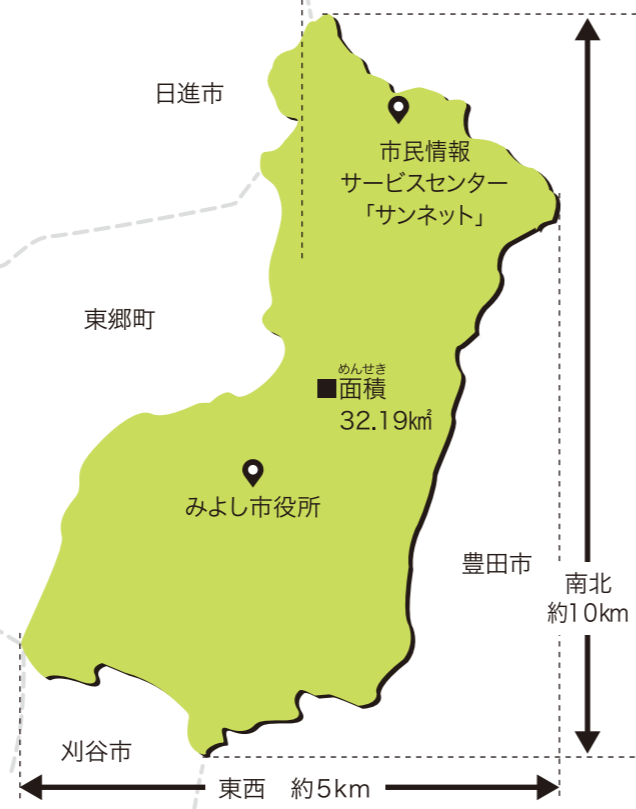 日進市
市民情報
サービスセンター
「サンネット」
東郷町
めんせき
■面積
32.19k㎡
みよし市役所
豊田市
南北
約10km
刈谷市
東西　約5km